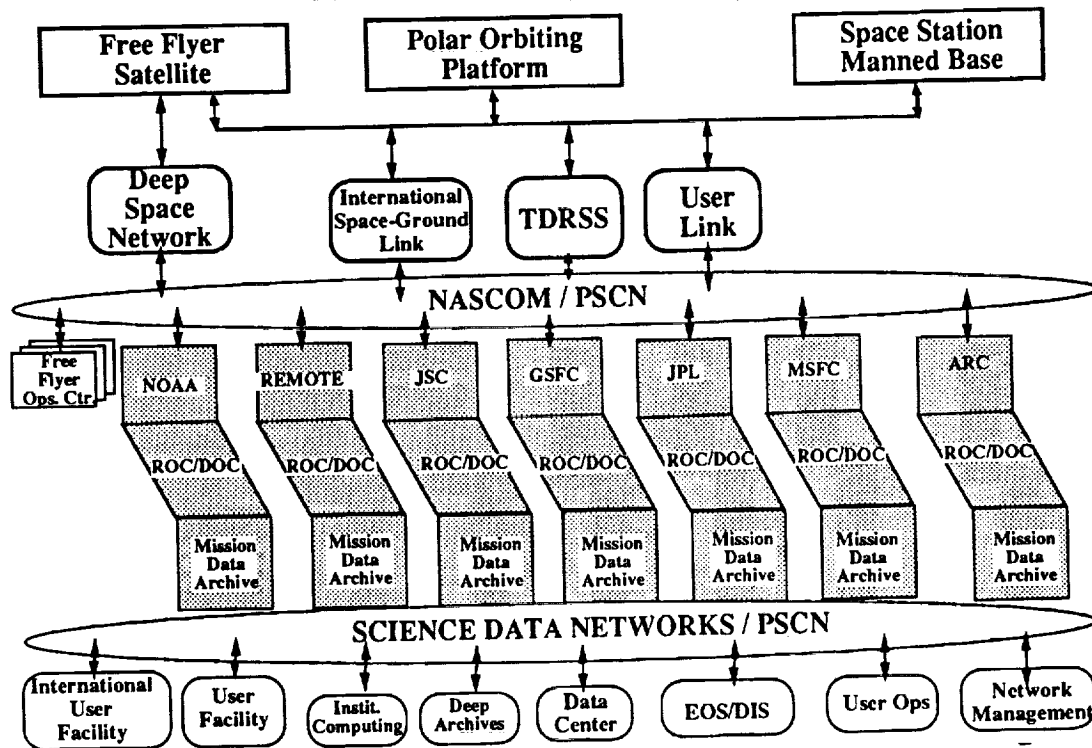 Free Flyer
Satellite
Polar Orbiting
Platform
Space Station
Manned Base
Deep
Space
Network
International
Space-Ground
Link
TDRSS
User
Link
NASCOM / PSCN
Free
Flyer
Ops. Ctr.
NOAA
REMOTE
JSC
GSFC
JPL
MSFC
ARC
ROC/DOC
ROC/DOC
ROC/DOC
ROC/DOC
ROC/DOC
ROC/DOC
ROC/DOC
Mission
Data
Archive
Mission
Data
Archive
Mission
Data
Archive
Mission
Data
Archive
Mission
Data
Archive
Mission
Data
Archive
Mission
Data
Archive
SCIENCE DATA NETWORKS / PSCN
International
User
Facility
User
Facility
Instit.
Computing
Deep
Archives
Data
Center
EOS/DIS
User Ops
Network
Management